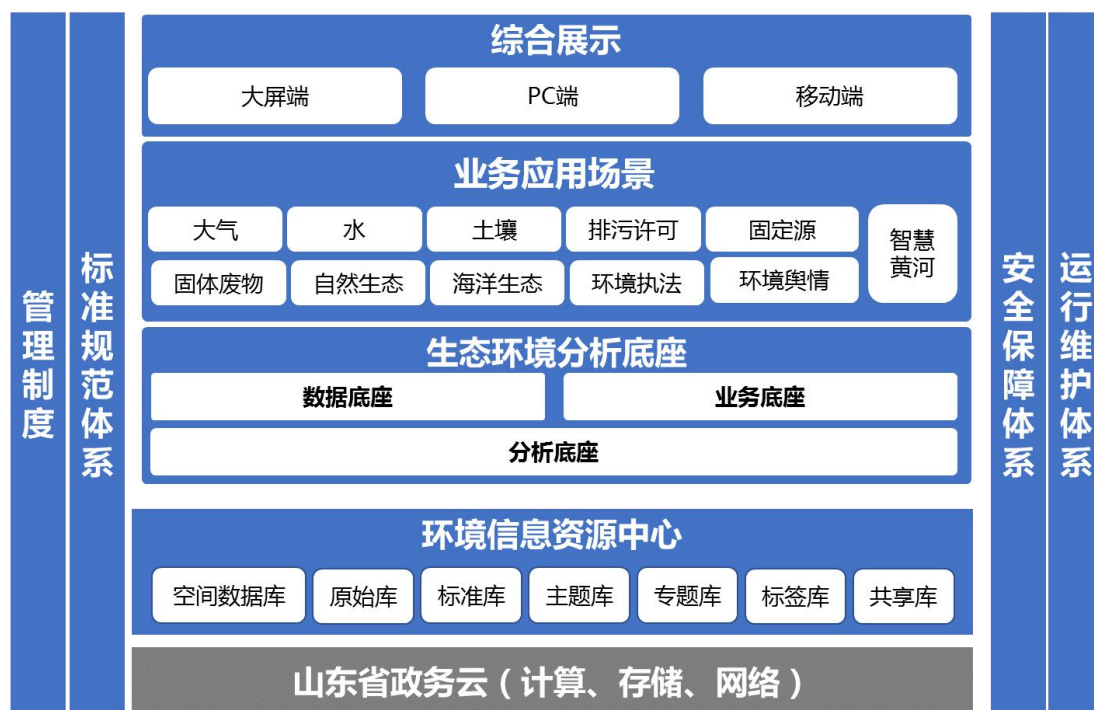 管理制度
标准规范体系
综合展示
大屏端
PC端
移动端
业务应用场景
大气
水
土壤
排污许可
固定源
智慧
黄河
固体废物
自然生态
海洋生态
环境执法
环境舆情
生态环境分析底座
数据底座
业务底座
分析底座
环境信息资源中心
空间数据库
原始库
标准库
主题库
专题库
标签库
共享库
山东省政务云（计算、存储、网络）
安全保障体系
运行维护体系